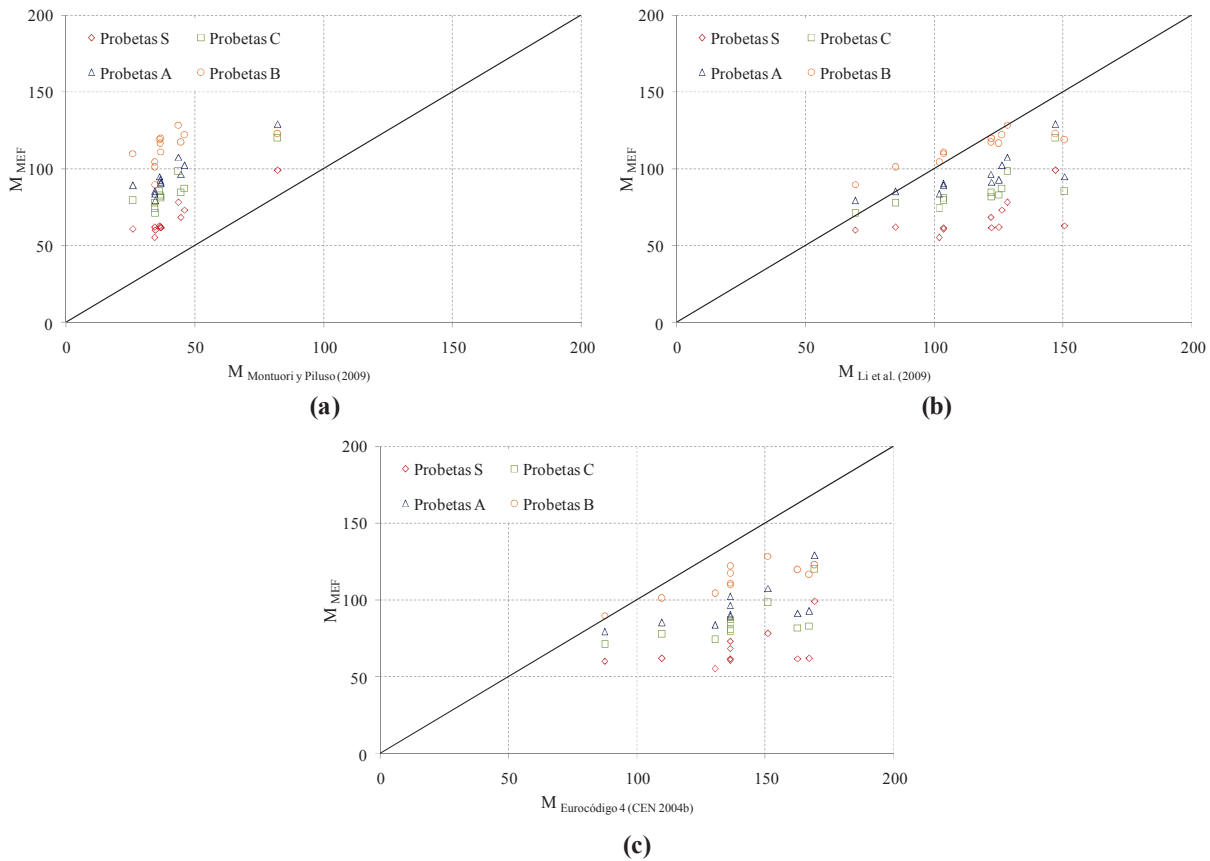 200
150
100
50
0
M MEF
Probetas S
Probetas C
Probetas A
Probetas B
0 50 100 150 200
M Montuori y Piluso (2009)
(a)
200
150
100
50
0
M MEF
Probetas S
Probetas C
Probetas A
Probetas B
0 50 100 150 200
M Li et al. (2009)
(b)
200
150
100
50
0
M MEF
Probetas S
Probetas C
Probetas A
Probetas B
0 50 100 150 200
M Eurocódigo 4 (CEN 2004b)
(c)